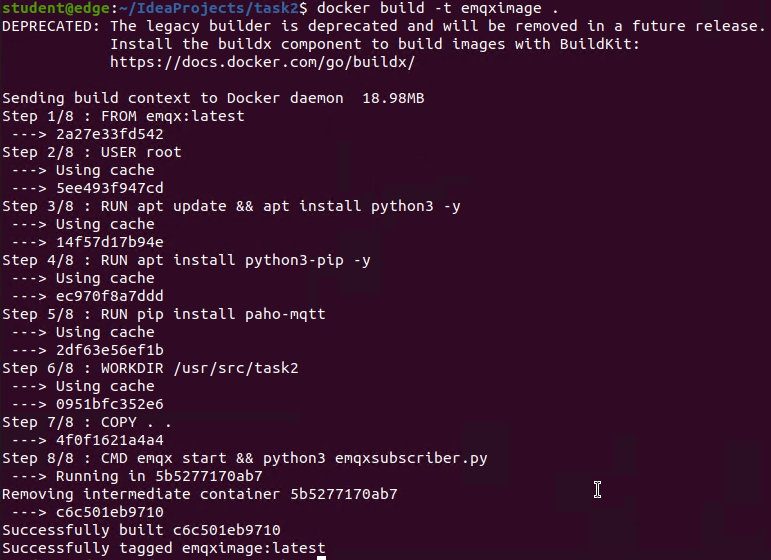 student@edge:~/IdeaProjects/task2$ docker build -t emqximage .
DEPRECATED: The legacy builder is deprecated and will be removed in a future release.
Install the buildx component to build images with BuildKit:
https://docs.docker.com/go/buildx/
Sending build context to Docker daemon  18.98MB
Step 1/8 : FROM emqx:latest
---> 2a27e33fd542
Step 2/8 : USER root
---> Using cache
---> 5ee493f947cd
Step 3/8 : RUN apt update && apt install python3 -y
---> Using cache
---> 14f57d17b94e
Step 4/8 : RUN apt install python3-pip -y
---> Using cache
---> ec970f8a7ddd
Step 5/8 : RUN pip install paho-mqtt
---> Using cache
---> 2df63e56ef1b
Step 6/8 : WORKDIR /usr/src/task2
---> Using cache
---> 0951bfc352e6
Step 7/8 : COPY . .
---> 4f0f1621a4a4
Step 8/8 : CMD emqx start && python3 emqxsubscriber.py
---> Running in 5b5277170ab7
Removing intermediate container 5b5277170ab7
---> c6c501eb9710
Successfully built c6c501eb9710
Successfully tagged emqximage:latest